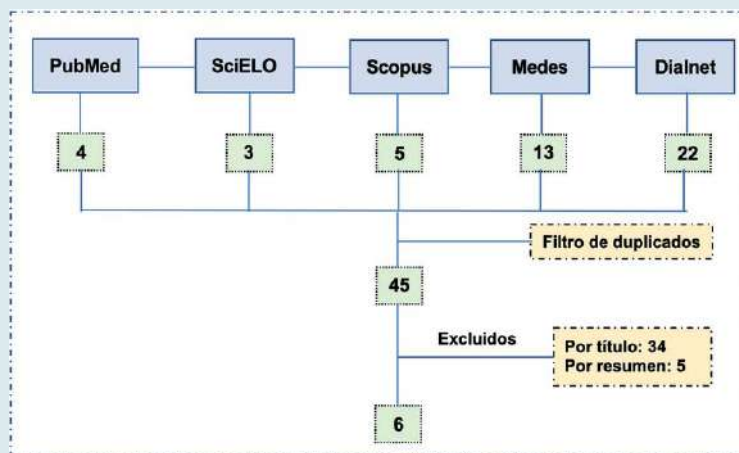 PubMed
SciELO
Scopus
Medes
Dialnet
4
3
5
13
22
Filtro de duplicados
45
Excluidos
Por título: 34
Por resumen: 5
6